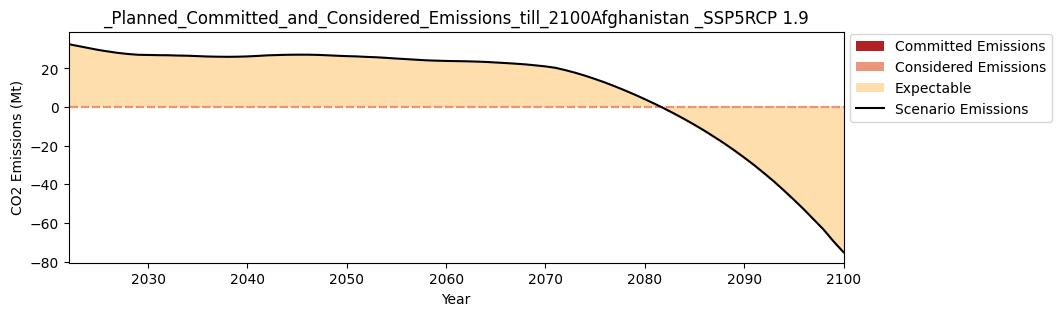 _Planned_Committed_and_Considered_Emissions_till_2100Afghanistan _SSP5RCP 1.9
CO2 Emissions (Mt)
20
0
−20
−40
−60
−80
2030 2040 2050 2060 2070 2080 2090 2100
Year
Committed Emissions
Considered Emissions
Expectable
Scenario Emissions